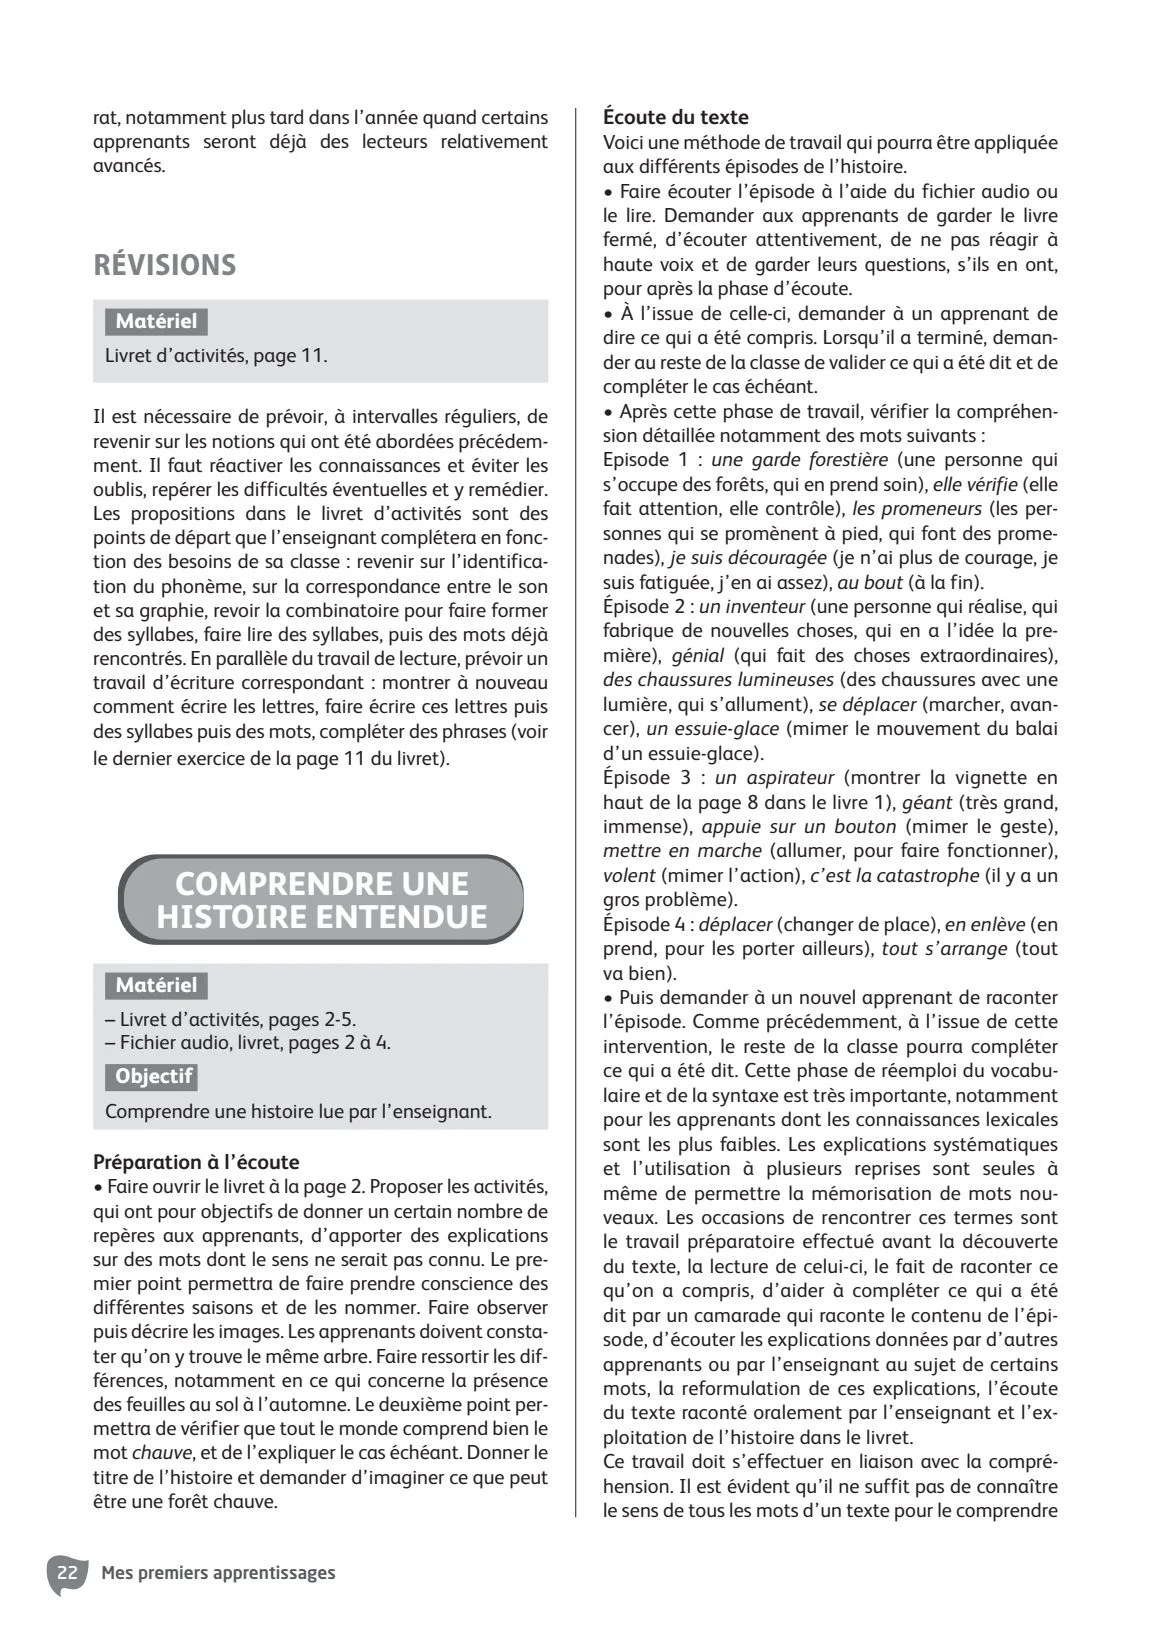 rat, notamment plus tard dans l’année quand certains
apprenants seront déjà des lecteurs relativement
avancés.
RÉVISIONS
Matériel
Livret d’activités, page 11.
Il est nécessaire de prévoir, à intervalles réguliers, de
revenir sur les notions qui ont été abordées précédem-
ment. Il faut réactiver les connaissances et éviter les
oublis, repérer les difficultés éventuelles et y remédier.
Les propositions dans le livret d’activités sont des
points de départ que l’enseignant complétera en fonc-
tion des besoins de sa classe : revenir sur l’identifica-
tion du phonème, sur la correspondance entre le son
et sa graphie, revoir la combinatoire pour faire former
des syllabes, faire lire des syllabes, puis des mots déjà
rencontrés. En parallèle du travail de lecture, prévoir un
travail d’écriture correspondant : montrer à nouveau
comment écrire les lettres, faire écrire ces lettres puis
des syllabes puis des mots, compléter des phrases (voir
le dernier exercice de la page 11 du livret).
COMPRENDRE UNE
HISTOIRE ENTENDUE
Matériel
– Livret d’activités, pages 2-5.
– Fichier audio, livret, pages 2 à 4.
Objectif
Comprendre une histoire lue par l’enseignant.
Préparation à l’écoute
• Faire ouvrir le livret à la page 2. Proposer les activités,
qui ont pour objectifs de donner un certain nombre de
repères aux apprenants, d’apporter des explications
sur des mots dont le sens ne serait pas connu. Le pre-
mier point permettra de faire prendre conscience des
différentes saisons et de les nommer. Faire observer
puis décrire les images. Les apprenants doivent consta-
ter qu’on y trouve le même arbre. Faire ressortir les dif-
férences, notamment en ce qui concerne la présence
des feuilles au sol à l’automne. Le deuxième point per-
mettra de vérifier que tout le monde comprend bien le
mot chauve, et de l’expliquer le cas échéant. Donner le
titre de l’histoire et demander d’imaginer ce que peut
être une forêt chauve.
Écoute du texte
Voici une méthode de travail qui pourra être appliquée
aux différents épisodes de l’histoire.
• Faire écouter l’épisode à l’aide du fichier audio ou
le lire. Demander aux apprenants de garder le livre
fermé, d’écouter attentivement, de ne pas réagir à
haute voix et de garder leurs questions, s’ils en ont,
pour après la phase d’écoute.
• À l’issue de celle-ci, demander à un apprenant de
dire ce qui a été compris. Lorsqu’il a terminé, deman-
der au reste de la classe de valider ce qui a été dit et de
compléter le cas échéant.
• Après cette phase de travail, vérifier la compréhen-
sion détaillée notamment des mots suivants :
Episode 1 : une garde forestière (une personne qui
s’occupe des forêts, qui en prend soin), elle vérifie (elle
fait attention, elle contrôle), les promeneurs (les per-
sonnes qui se promènent à pied, qui font des prome-
nades), je suis découragée (je n’ai plus de courage, je
suis fatiguée, j’en ai assez), au bout (à la fin).
Épisode 2 : un inventeur (une personne qui réalise, qui
fabrique de nouvelles choses, qui en a l’idée la pre-
mière), génial (qui fait des choses extraordinaires),
des chaussures lumineuses (des chaussures avec une
lumière, qui s’allument), se déplacer (marcher, avan-
cer), un essuie-glace (mimer le mouvement du balai
d’un essuie-glace).
Épisode 3 : un aspirateur (montrer la vignette en
haut de la page 8 dans le livre 1), géant (très grand,
immense), appuie sur un bouton (mimer le geste),
mettre en marche (allumer, pour faire fonctionner),
volent (mimer l’action), c’est la catastrophe (il y a un
gros problème).
Épisode 4 : déplacer (changer de place), en enlève (en
prend, pour les porter ailleurs), tout s’arrange (tout
va bien).
• Puis demander à un nouvel apprenant de raconter
l’épisode. Comme précédemment, à l’issue de cette
intervention, le reste de la classe pourra compléter
ce qui a été dit. Cette phase de réemploi du vocabu-
laire et de la syntaxe est très importante, notamment
pour les apprenants dont les connaissances lexicales
sont les plus faibles. Les explications systématiques
et l’utilisation à plusieurs reprises sont seules à
même de permettre la mémorisation de mots nou-
veaux. Les occasions de rencontrer ces termes sont
le travail préparatoire effectué avant la découverte
du texte, la lecture de celui-ci, le fait de raconter ce
qu’on a compris, d’aider à compléter ce qui a été
dit par un camarade qui raconte le contenu de l’épi-
sode, d’écouter les explications données par d’autres
apprenants ou par l’enseignant au sujet de certains
mots, la reformulation de ces explications, l’écoute
du texte raconté oralement par l’enseignant et l’ex-
ploitation de l’histoire dans le livret.
Ce travail doit s’effectuer en liaison avec la compré-
hension. Il est évident qu’il ne suffit pas de connaître
le sens de tous les mots d’un texte pour le comprendre
22 Mes premiers apprentissages